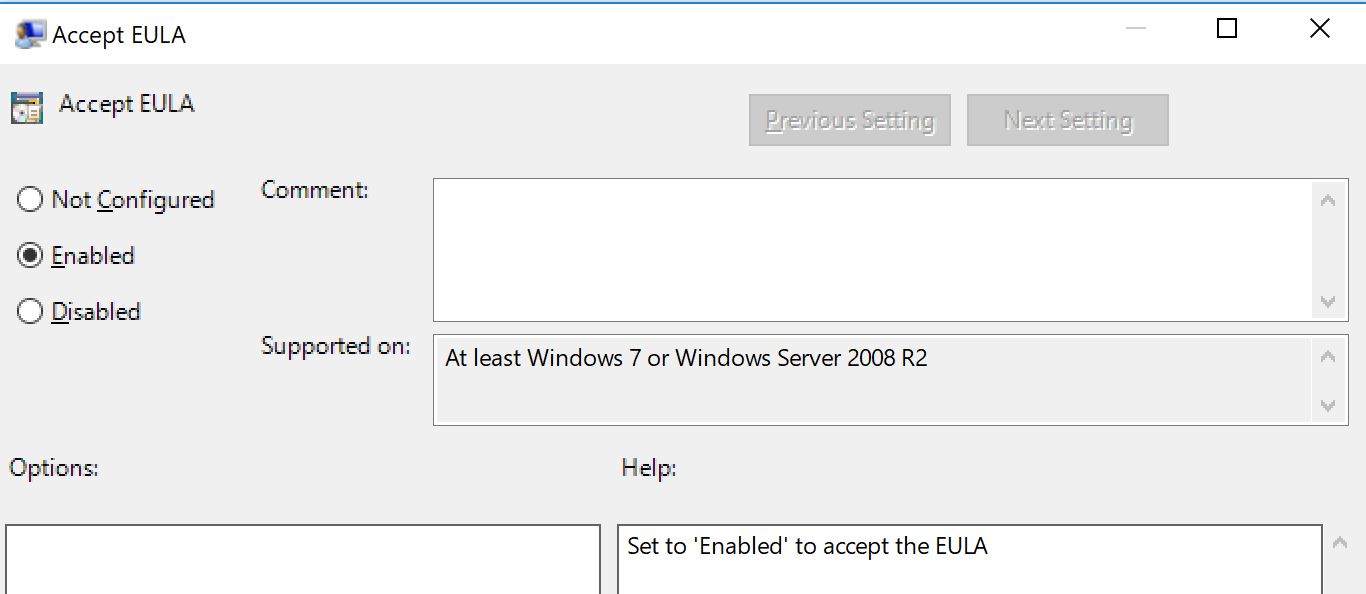 Accept EULA
Accept EULA
Previous Setting
Next Setting
Not Configured
Comment:
Enabled
Disabled
Supported on:
At least Windows 7 or Windows Server 2008 R2
Options:
Help:
Set to 'Enabled' to accept the EULA